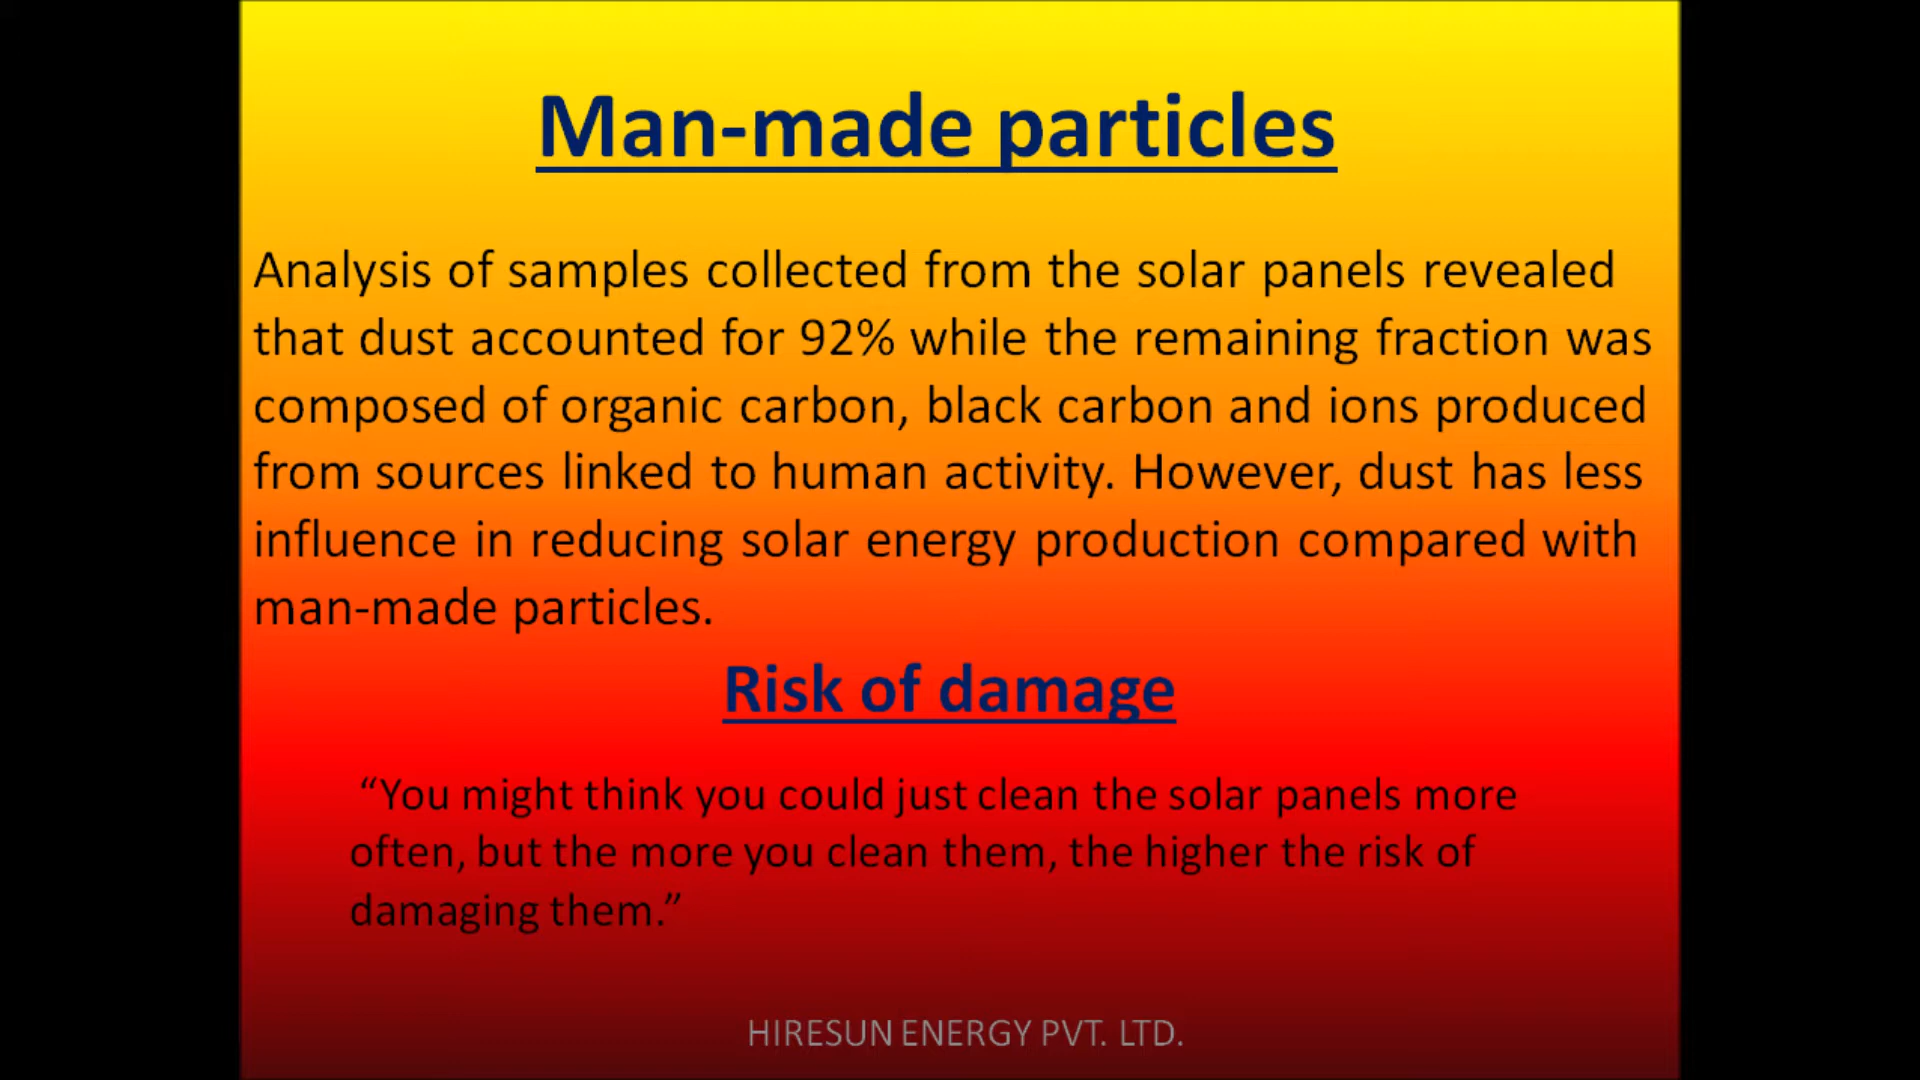 Man-made particles
Analysis of samples collected from the solar panels revealed
that dust accounted for 92% while the remaining fraction was
composed of organic carbon, black carbon and ions produced
from sources linked to human activity. However, dust has less
influence in reducing solar energy production compared with
man-made particles.
Risk of damage
“You might think you could just clean the solar panels more
often, but the more you clean them, the higher the risk of
damaging them.”
HIRESUN ENERGY PVT. LTD.